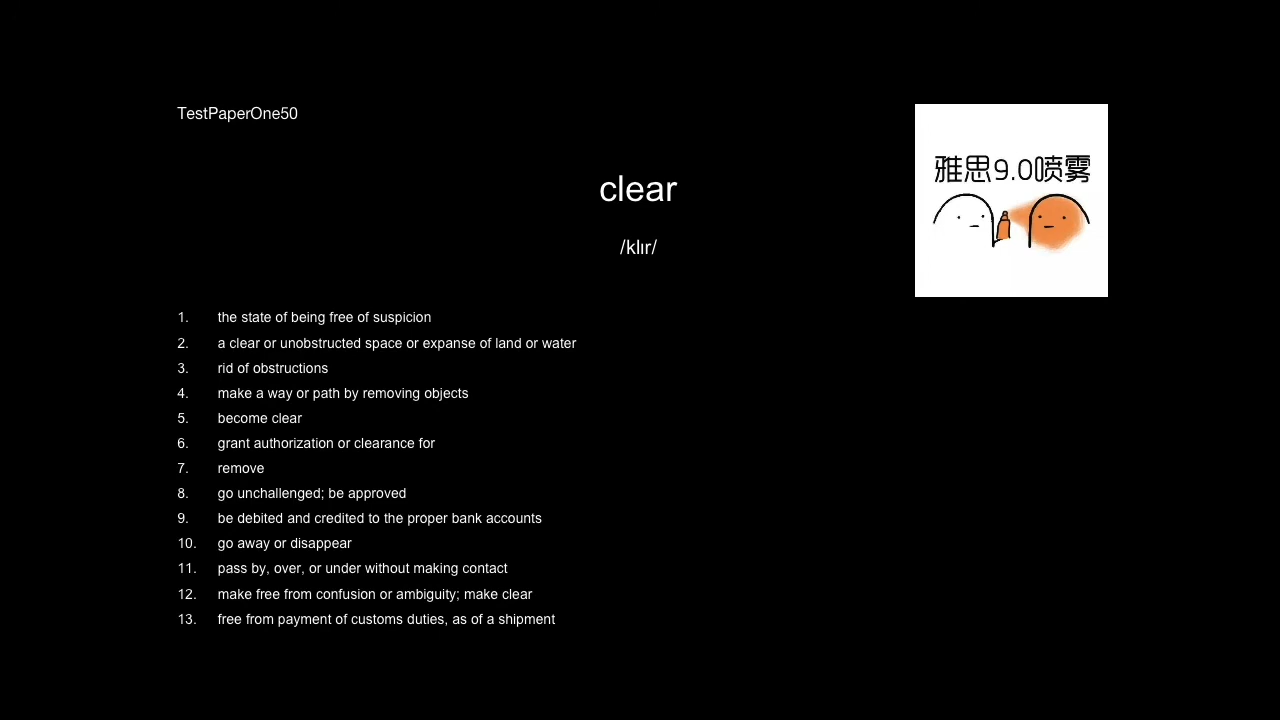 TestPaperOne50
雅思9.0喷雾
clear
/klɪr/
1. the state of being free of suspicion
2. a clear or unobstructed space or expanse of land or water
3. rid of obstructions
4. make a way or path by removing objects
5. become clear
6. grant authorization or clearance for
7. remove
8. go unchallenged; be approved
9. be debited and credited to the proper bank accounts
10. go away or disappear
11. pass by, over, or under without making contact
12. make free from confusion or ambiguity; make clear
13. free from payment of customs duties, as of a shipment